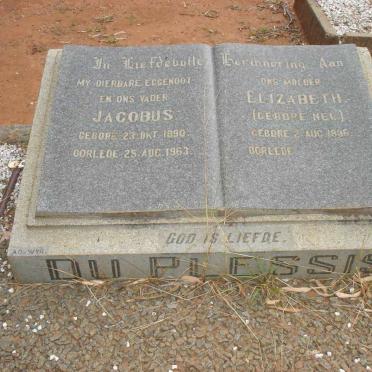 In Liefdevolle Herinnering Aan
MY DIERBARE EGGENOOT
EN ONS VADER
JACOBUS
GEBORE 23. OKT. 1890.
OORLEDE 25. AUG. 1963.
ONS MOEDER
ELIZABETH.
(GEBORE NEL.)
GEBORE 2. AUG. 1896.
OORLEDE
GOD IS LIEFDE.
DU PLESSIS